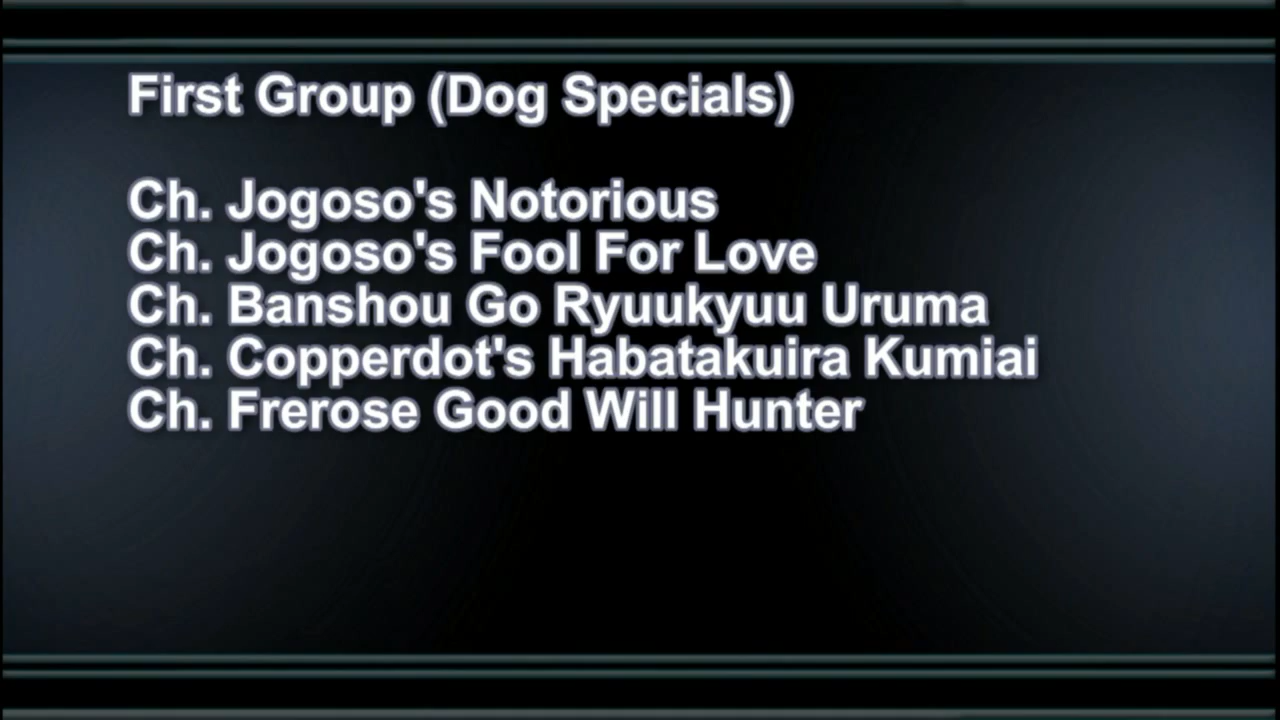 First Group (Dog Specials)
Ch. Jogoso's Notorious
Ch. Jogoso's Fool For Love
Ch. Banshou Go Ryuukyuu Uruma
Ch. Copperdot's Habatakuira Kumiai
Ch. Frerose Good Will Hunter